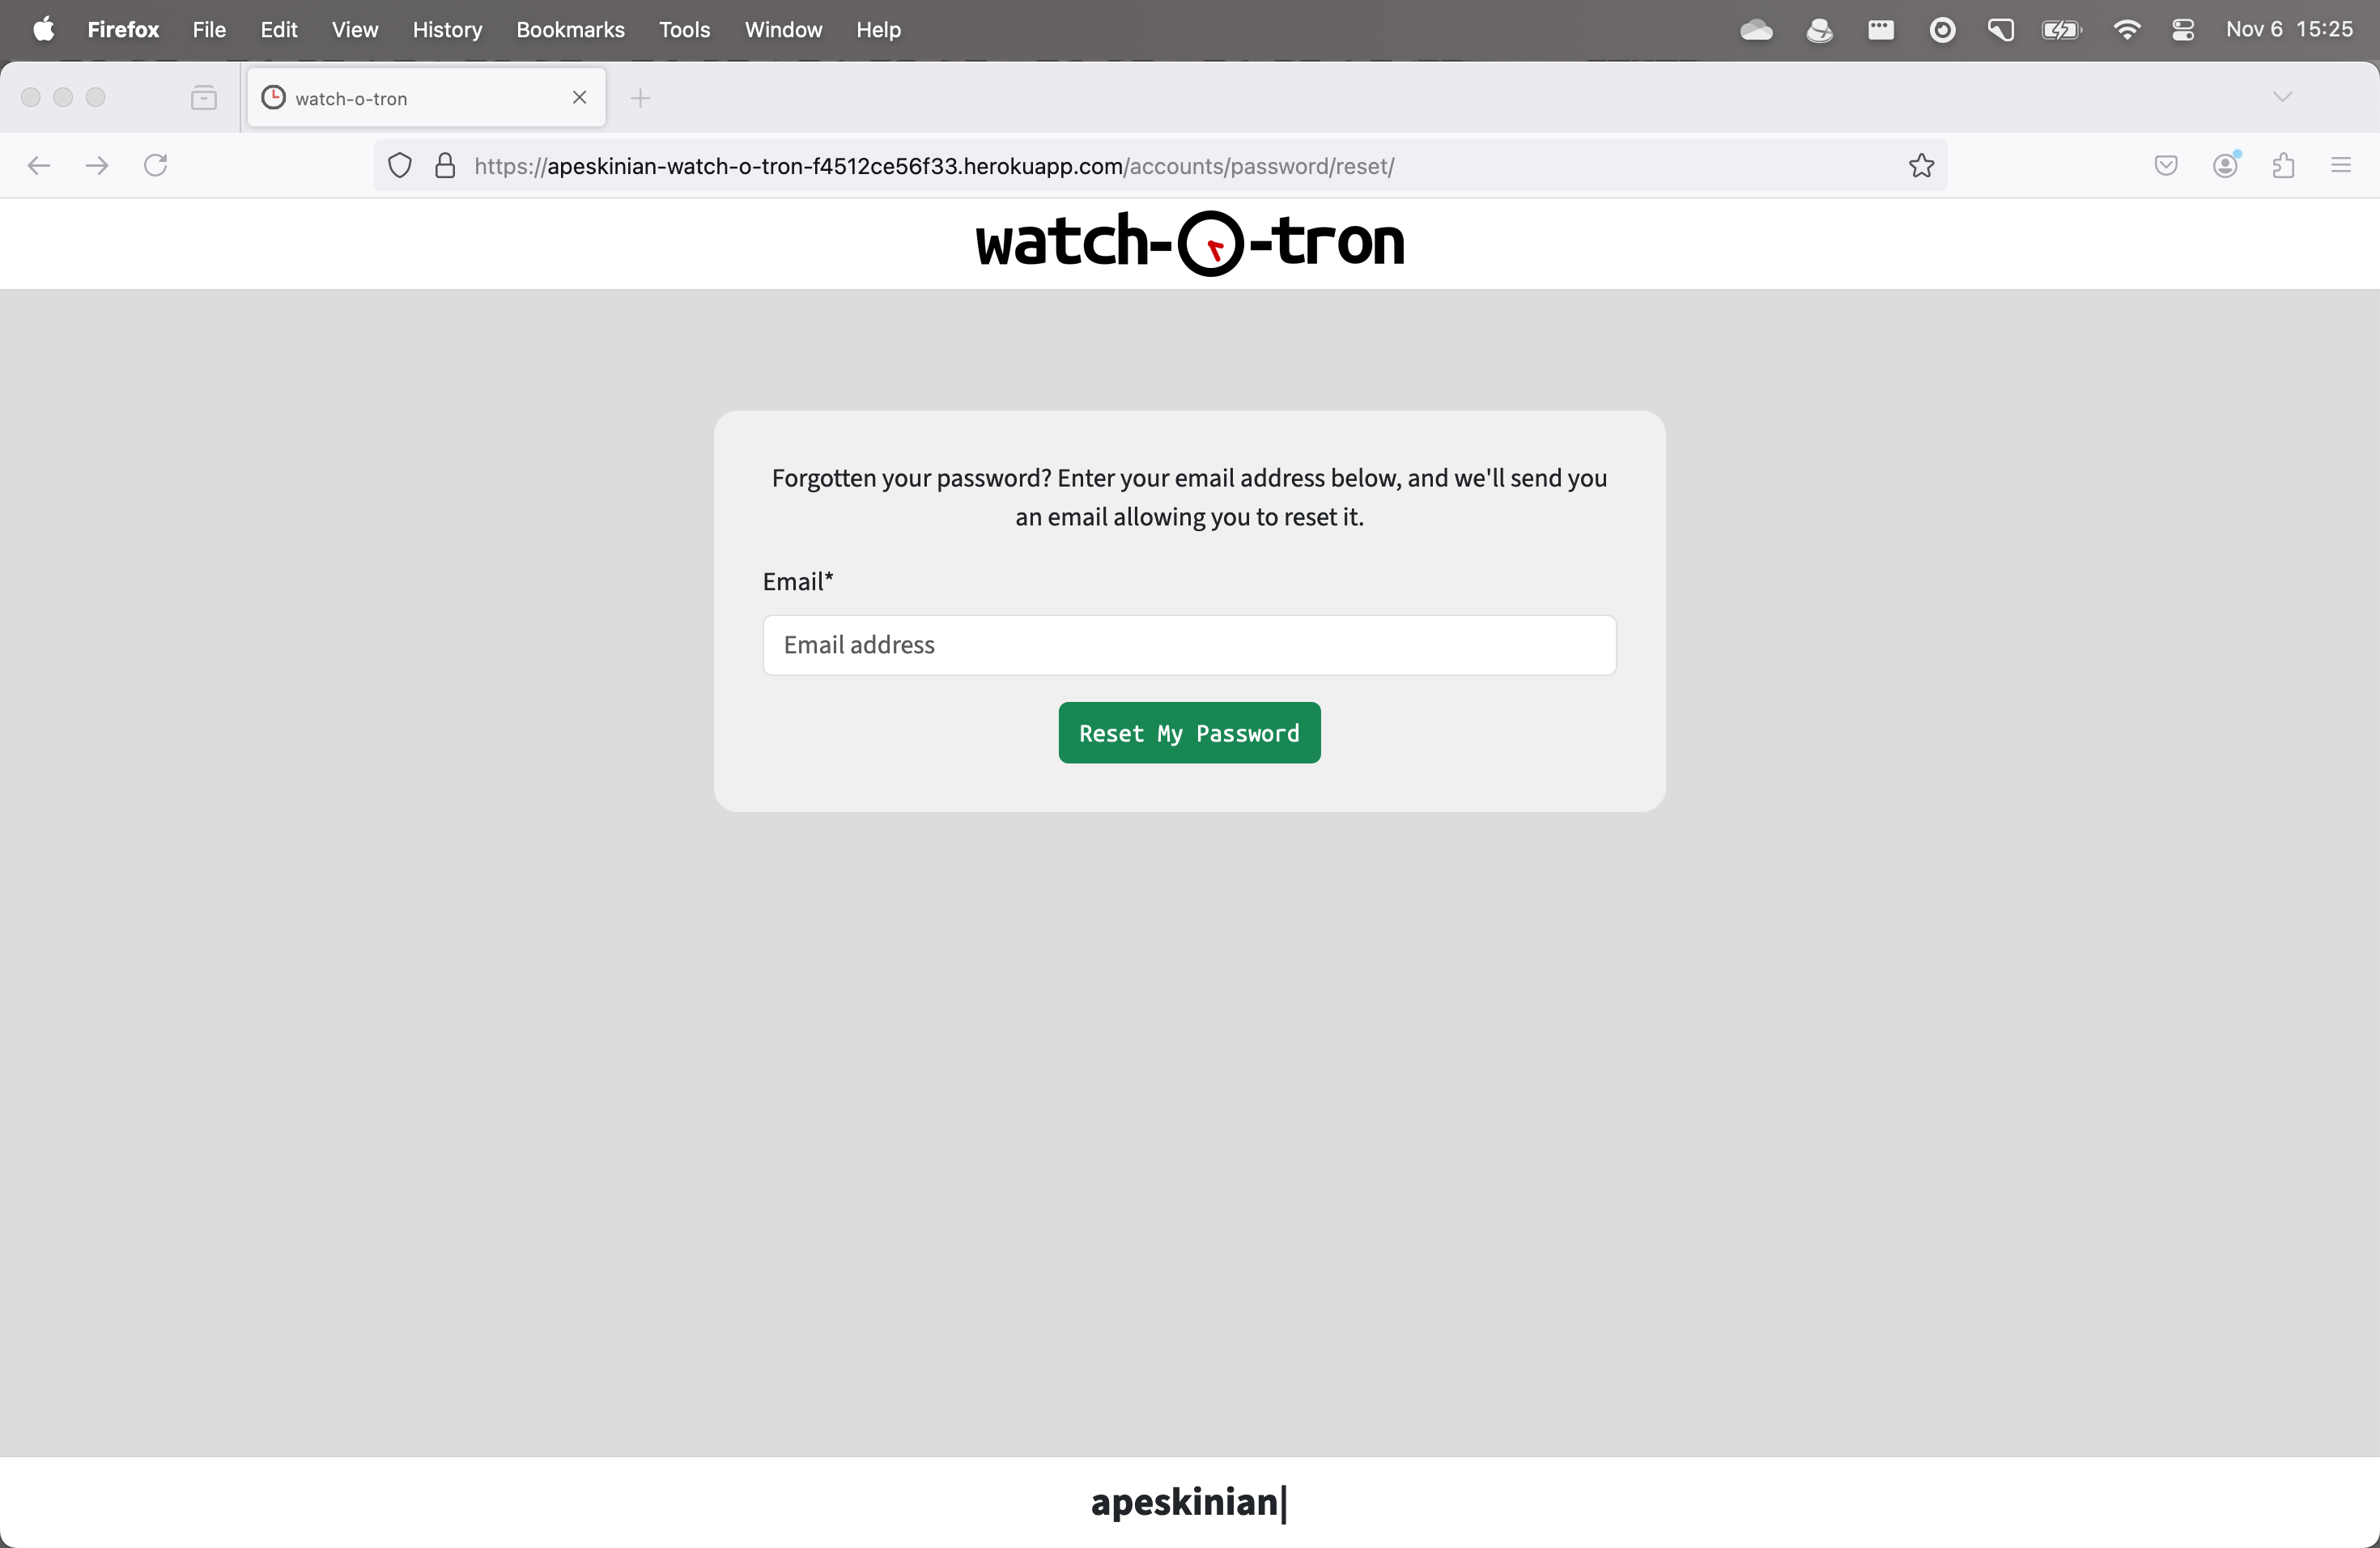 Firefox File Edit View History Bookmarks Tools Window Help Nov 6 15:25
watch-o-tron
https://apeskinian-watch-o-tron-f4512ce56f33.herokuapp.com/accounts/password/reset/
watch-o-tron
Forgotten your password? Enter your email address below, and we'll send you
an email allowing you to reset it.
Email*
Email address
Reset My Password
apeskinian|